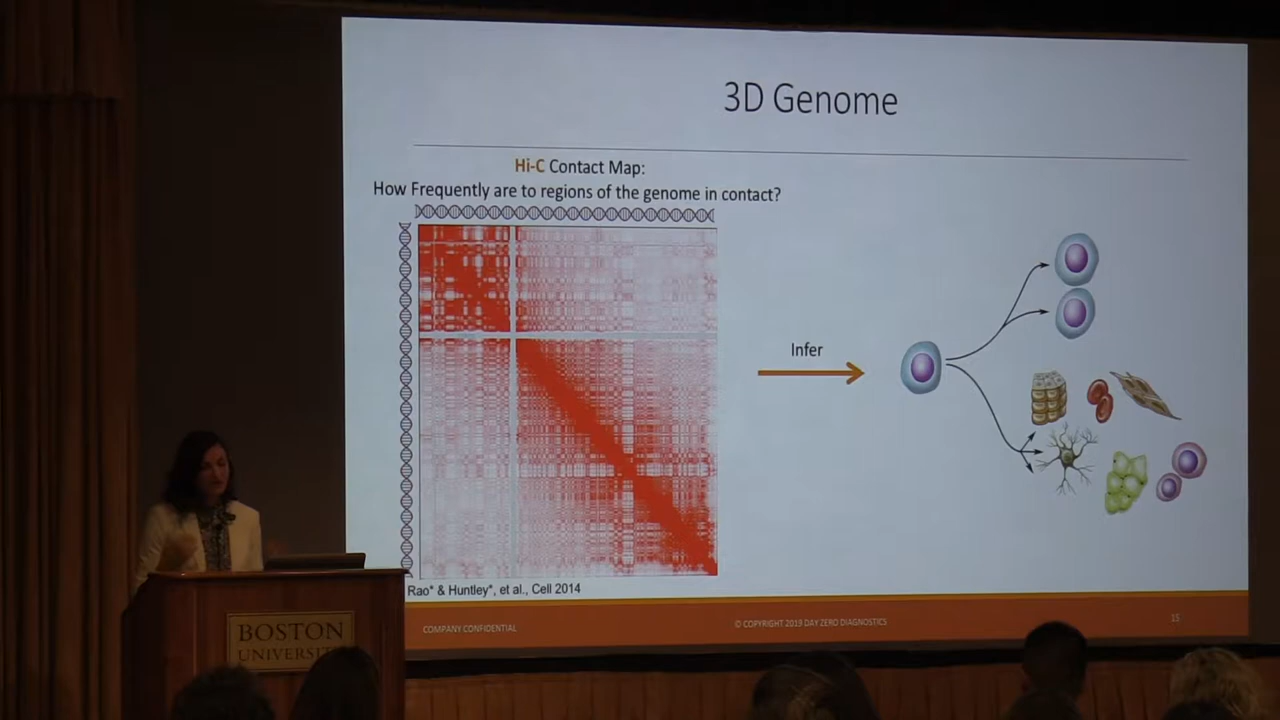 3D Genome
Hi-C Contact Map:
How Frequently are to regions of the genome in contact?
Infer
Rao* & Huntley*, et al., Cell 2014
COMPANY CONFIDENTIAL
© COPYRIGHT 2019 DAY ZERO DIAGNOSTICS
15
BOSTON
UNIVERSITY